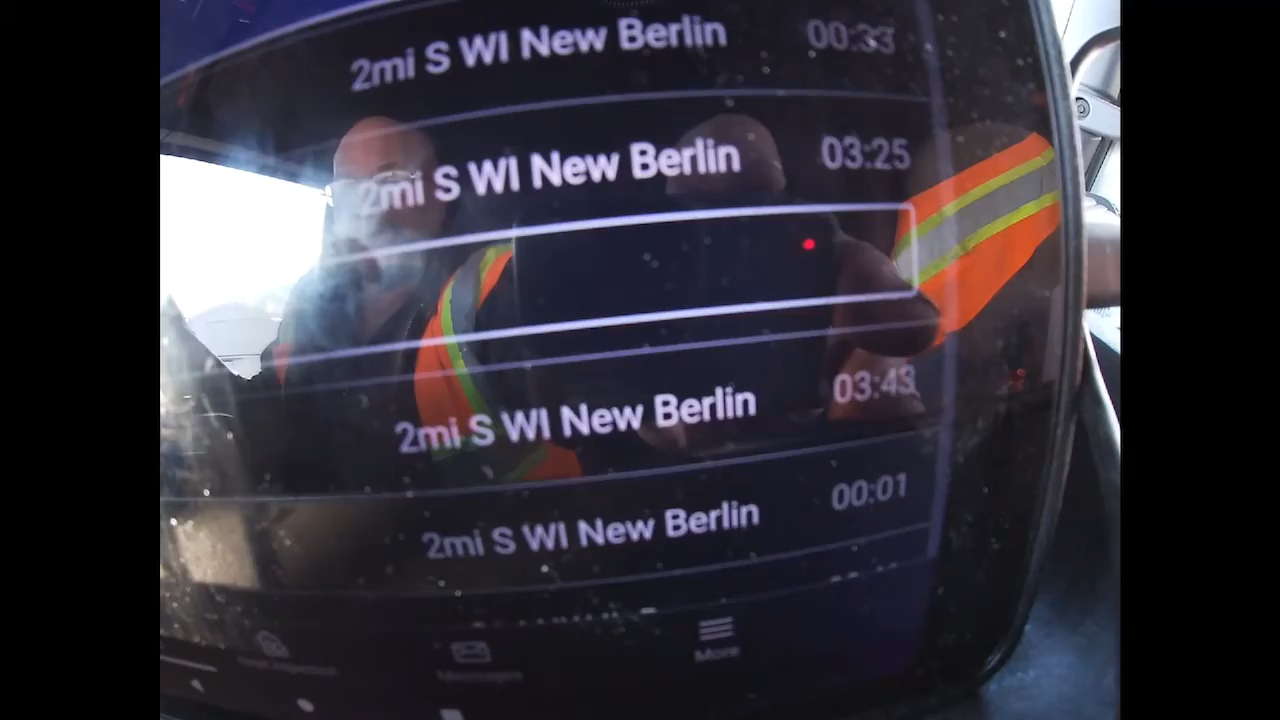 2mi S WI New Berlin 00:33
2mi S WI New Berlin 03:25
2mi S WI New Berlin 03:43
2mi S WI New Berlin 00:01
Messages
More